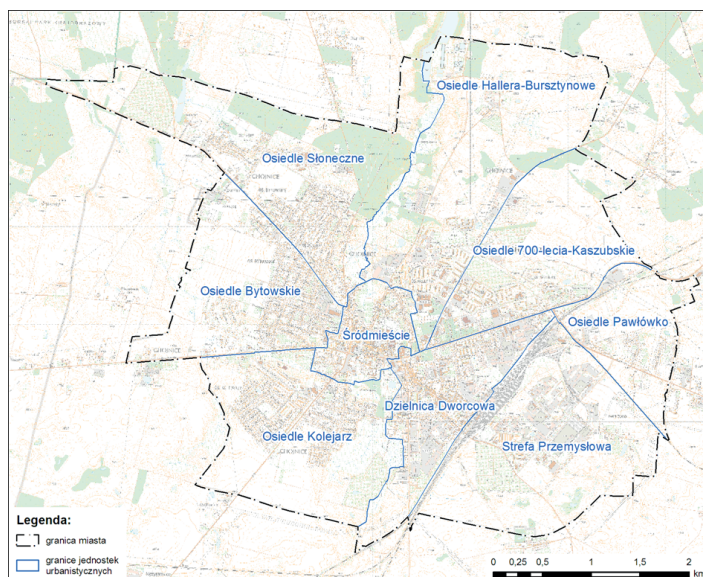 Osiedle Hallera-Bursztynowe
Osiedle Słoneczne
Osiedle 700-lecia-Kaszubskie
Osiedle Bytowskie
Osiedle Pawłówko
Śródmieście
Dzielnica Dworcowa
Osiedle Kolejarz
Strefa Przemysłowa
Legenda:
granica miasta
granice jednostek
urbanistycznych
0 0,25 0,5 1 1,5 2
km